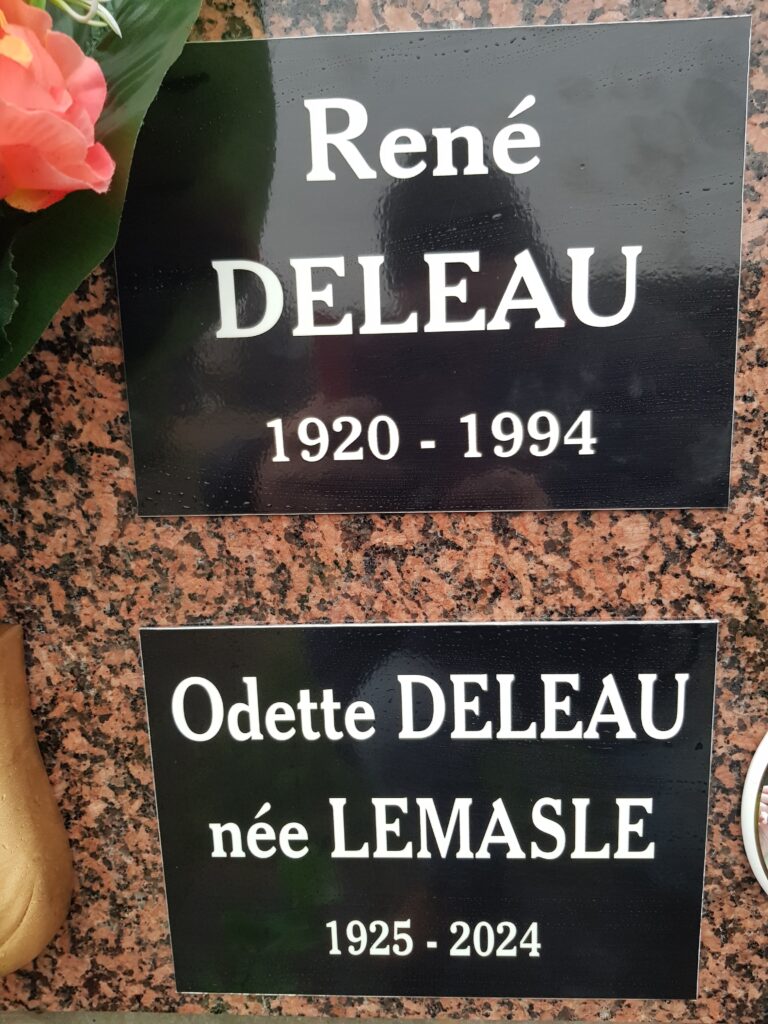 René
DELEAU
1920 - 1994
Odette DELEAU
née LEMASLE
1925 - 2024